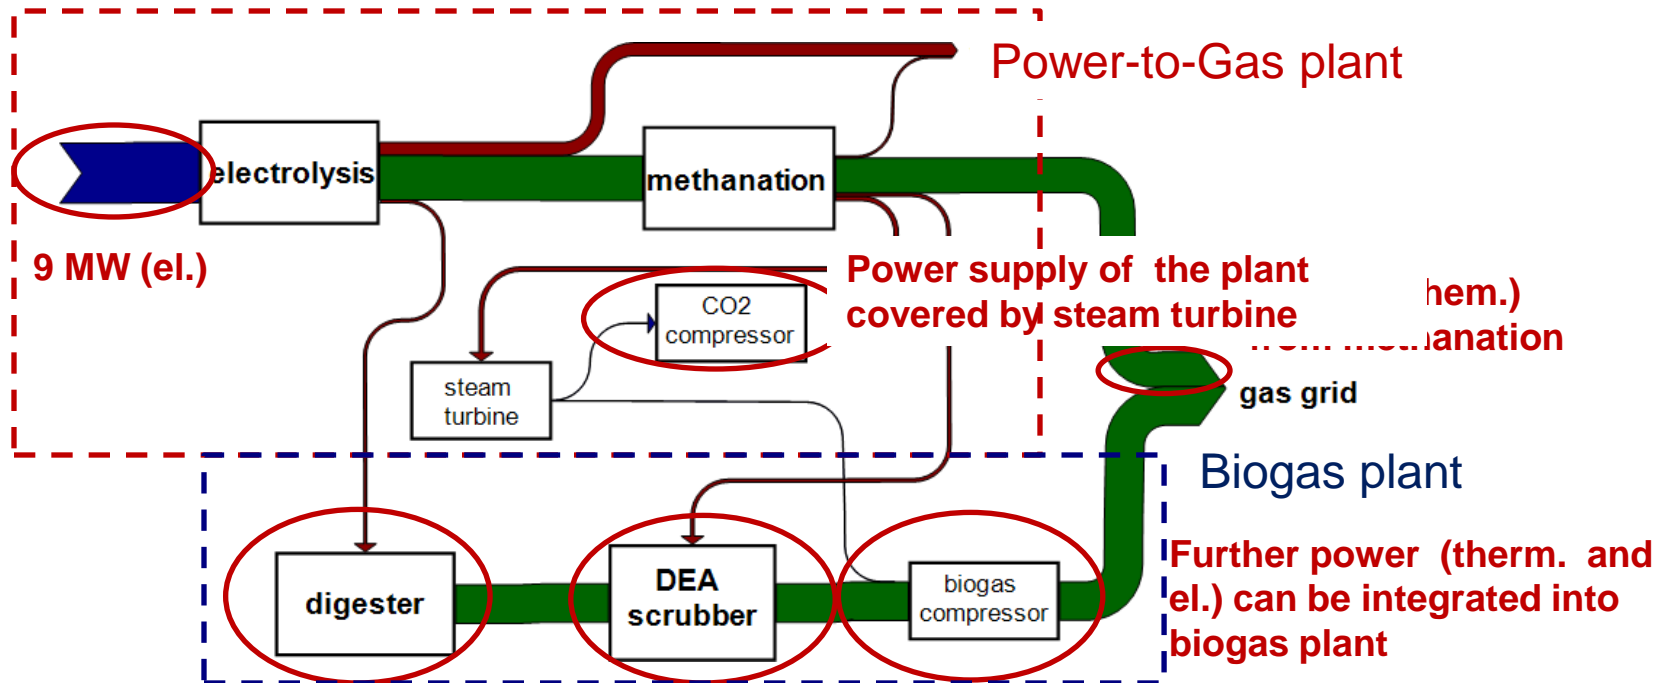 Power-to-Gas plant
electrolysis
methanation
9 MW (el.)
Power supply of the plant
covered by steam turbine
CO2
compressor
steam
turbine
gas grid
Biogas plant
digester
DEA
scrubber
biogas
compressor
Further power (therm. and
el.) can be integrated into
biogas plant